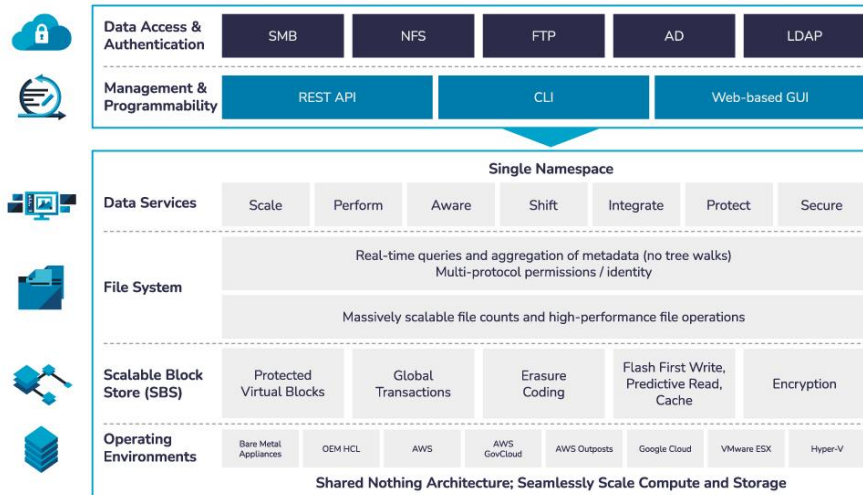 Data Access &
Authentication
SMB
NFS
FTP
AD
LDAP
Management &
Programmability
REST API
CLI
Web-based GUI
Single Namespace
Data Services
Scale
Perform
Aware
Shift
Integrate
Protect
Secure
File System
Real-time queries and aggregation of metadata (no tree walks)
Multi-protocol permissions / identity
Massively scalable file counts and high-performance file operations
Scalable Block
Store (SBS)
Protected
Virtual Blocks
Global
Transactions
Erasure
Coding
Flash First Write,
Predictive Read,
Cache
Encryption
Operating
Environments
Bare Metal
Appliances
OEM HCL
AWS
AWS
GovCloud
AWS Outposts
Google Cloud
VMware ESX
Hyper-V
Shared Nothing Architecture; Seamlessly Scale Compute and Storage